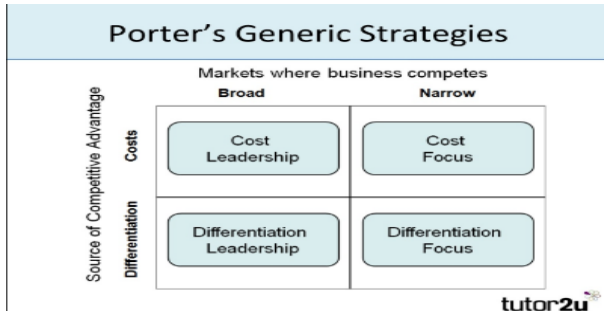 Porter's Generic Strategies
Markets where business competes
Broad Narrow
Source of Competitive Advantage
Costs
Cost
Leadership
Cost
Focus
Differentiation
Differentiation
Leadership
Differentiation
Focus
tutor2u